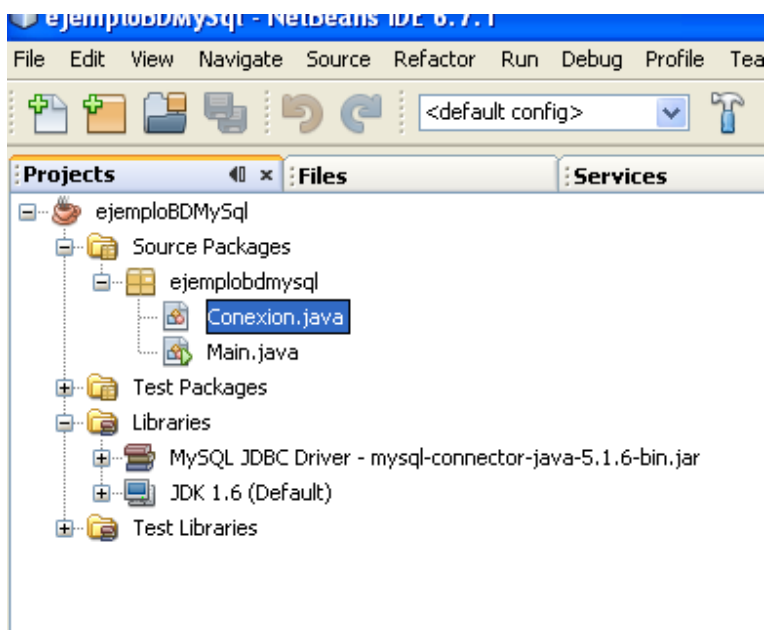 ejemploBDMySql - NetBeans IDE 6.7.1
File Edit View Navigate Source Refactor Run Debug Profile Tea
<default config>
Projects Files Services
ejemploBDMySql
Source Packages
ejemplobdmysql
Conexion.java
Main.java
Test Packages
Libraries
MySQL JDBC Driver - mysql-connector-java-5.1.6-bin.jar
JDK 1.6 (Default)
Test Libraries